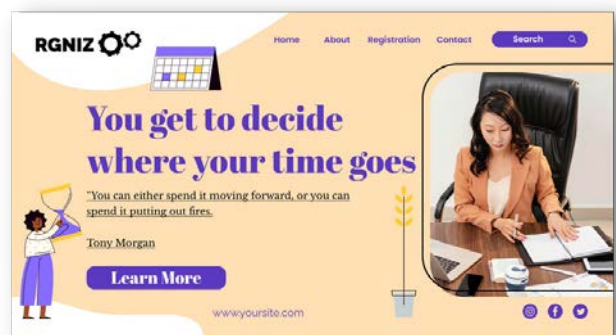 RGNIZ
Home About Registration Contact Search
You get to decide
where your time goes
"You can either spend it moving forward, or you can
spend it putting out fires.
Tony Morgan
Learn More
www.yoursite.com